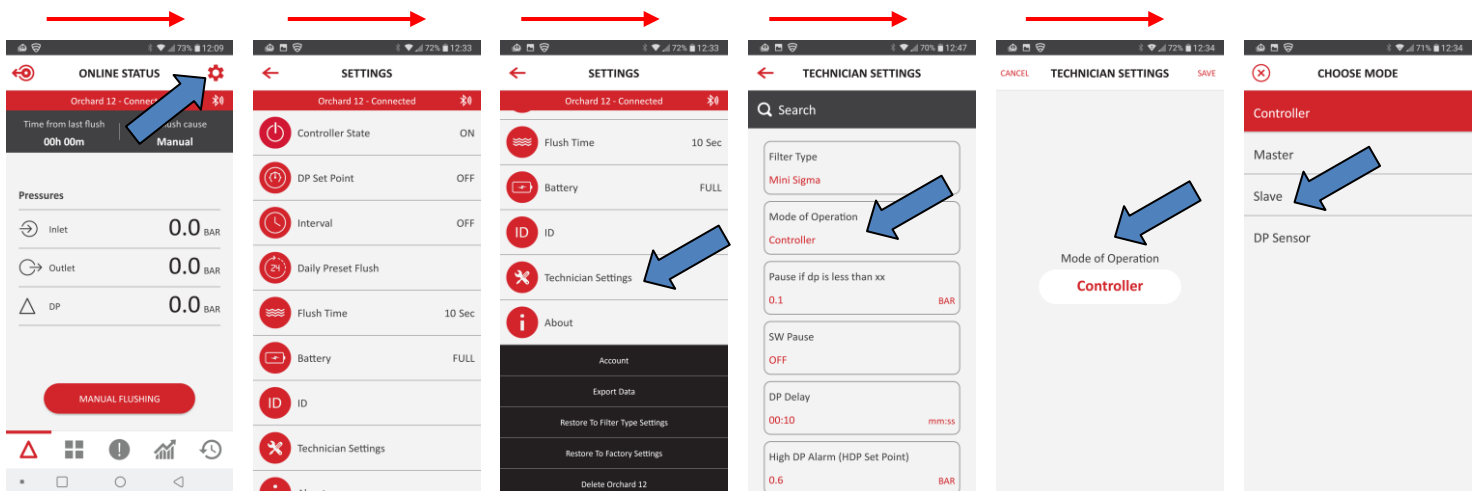 73% 12:09
ONLINE STATUS
Orchard 12 - Connect
Time from last flush
ush cause
00h 00m
Manual
Pressures
Inlet
0.0 BAR
Outlet
0.0 BAR
DP
0.0 BAR
MANUAL FLUSHING
72% 12:33
SETTINGS
Orchard 12 - Connected
Controller State
ON
DP Set Point
OFF
Interval
OFF
24
Daily Preset Flush
Flush Time
10 Sec
Battery
FULL
ID
ID
Technician Settings
72% 12:33
SETTINGS
Orchard 12 - Connected
Flush Time
10 Sec
Battery
FULL
ID
ID
Technician Settings
i
About
Account
Export Data
Restore To Filter Type Settings
Restore To Factory Settings
Delete Orchard 12
70% 12:47
TECHNICIAN SETTINGS
Search
Filter Type
Mini Sigma
Mode of Operation
Controller
Pause if dp is less than xx
0.1
BAR
SW Pause
OFF
DP Delay
00:10
mm:ss
High DP Alarm (HDP Set Point)
0.6
BAR
72% 12:34
CANCEL
TECHNICIAN SETTINGS
SAVE
Mode of Operation
Controller
71% 12:34
CHOOSE MODE
Controller
Master
Slave
DP Sensor